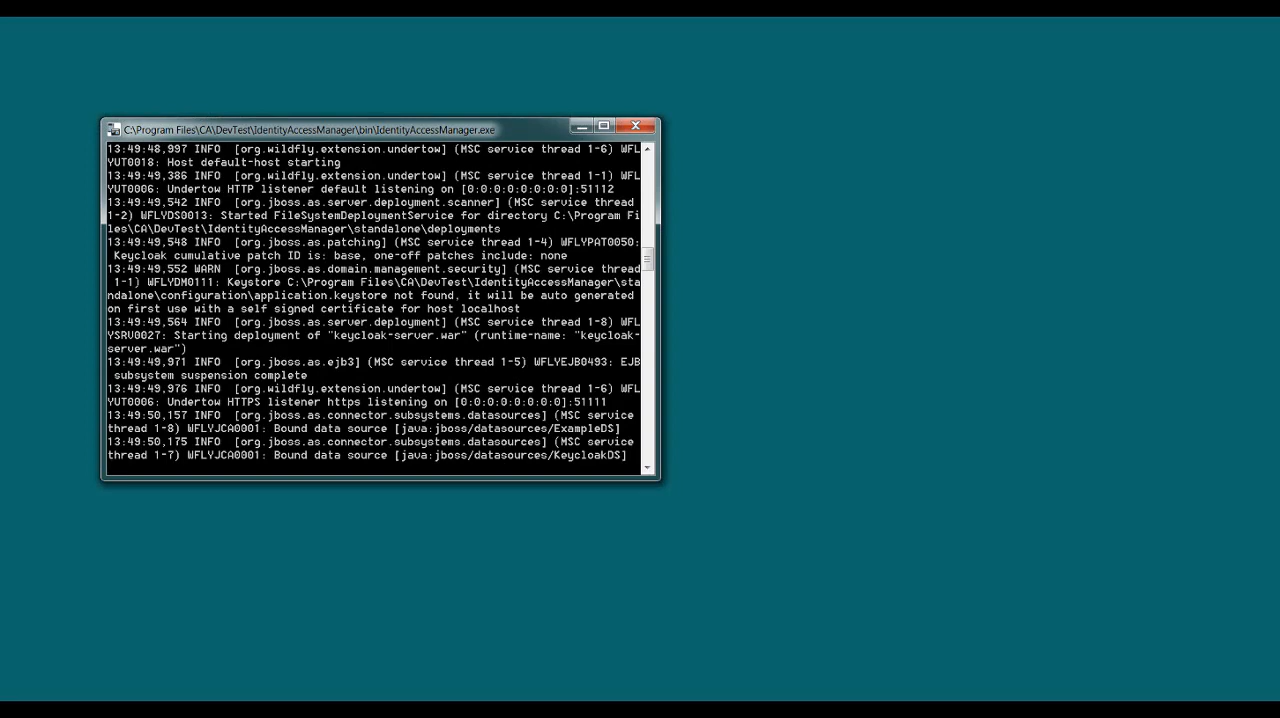 C:\Program Files\CA\DevTest\IdentityAccessManager\bin\IdentityAccessManager.exe
13:49:48,997 INFO  [org.wildfly.extension.undertow] (MSC service thread 1-6) WFL
YUT0018: Host default-host starting
13:49:49,386 INFO  [org.wildfly.extension.undertow] (MSC service thread 1-1) WFL
YUT0006: Undertow HTTP listener default listening on [0:0:0:0:0:0:0:0]:51112
13:49:49,542 INFO  [org.jboss.as.server.deployment.scanner] (MSC service thread
1-2) WFLYDS0013: Started FileSystemDeploymentService for directory C:\Program Fi
les\CA\DevTest\IdentityAccessManager\standalone\deployments
13:49:49,548 INFO  [org.jboss.as.patching] (MSC service thread 1-4) WFLYPAT0050:
 Keycloak cumulative patch ID is: base, one-off patches include: none
13:49:49,552 WARN  [org.jboss.as.domain.management.security] (MSC service thread
 1-1) WFLYDM0111: Keystore C:\Program Files\CA\DevTest\IdentityAccessManager\sta
ndalone\configuration\application.keystore not found, it will be auto generated
on first use with a self signed certificate for host localhost
13:49:49,564 INFO  [org.jboss.as.server.deployment] (MSC service thread 1-8) WFL
YSRV0027: Starting deployment of "keycloak-server.war" (runtime-name: "keycloak-
server.war")
13:49:49,971 INFO  [org.jboss.as.ejb3] (MSC service thread 1-5) WFLYEJB0493: EJB
 subsystem suspension complete
13:49:49,976 INFO  [org.wildfly.extension.undertow] (MSC service thread 1-6) WFL
YUT0006: Undertow HTTPS listener https listening on [0:0:0:0:0:0:0:0]:51111
13:49:50,157 INFO  [org.jboss.as.connector.subsystems.datasources] (MSC service
thread 1-8) WFLYJCA0001: Bound data source [java:jboss/datasources/ExampleDS]
13:49:50,175 INFO  [org.jboss.as.connector.subsystems.datasources] (MSC service
thread 1-7) WFLYJCA0001: Bound data source [java:jboss/datasources/KeycloakDS]